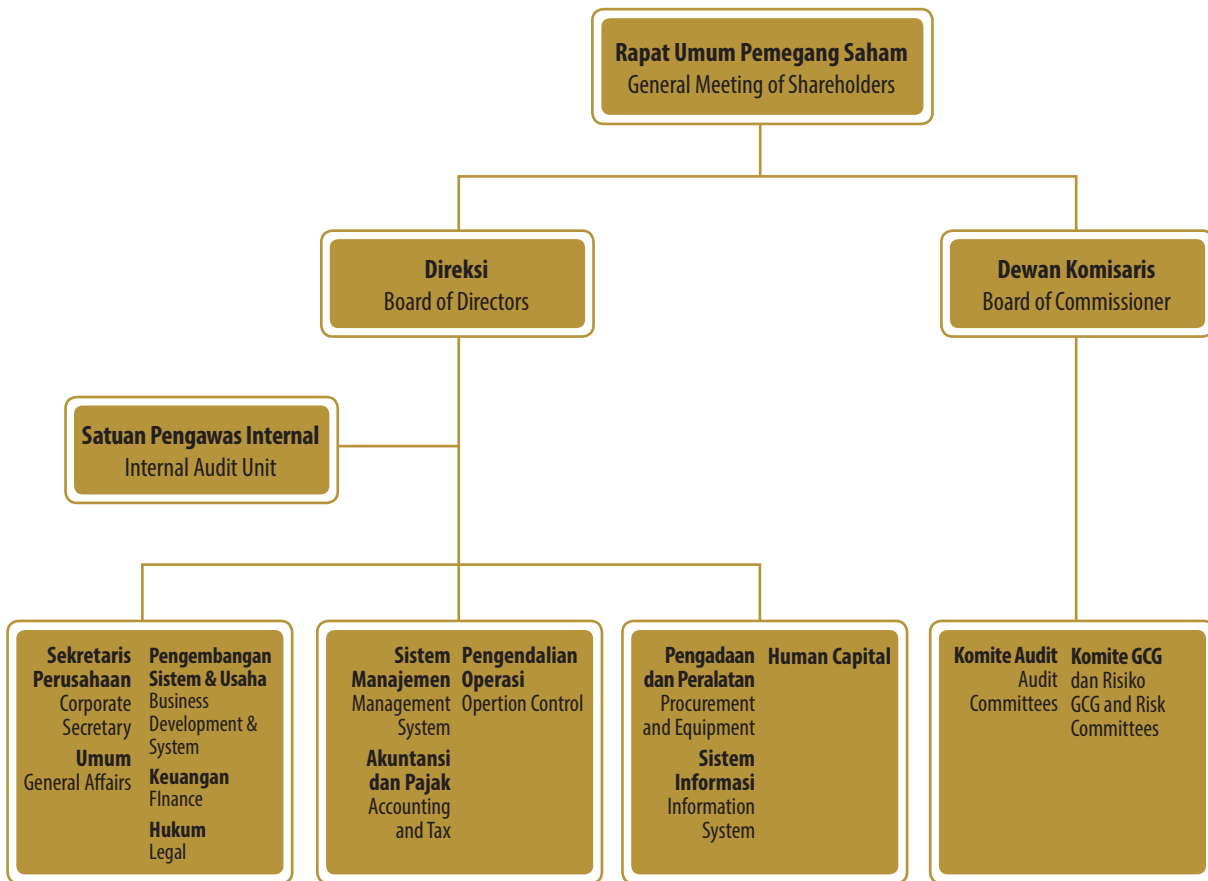 Rapat Umum Pemegang Saham
General Meeting of Shareholders
Direksi
Board of Directors
Dewan Komisaris
Board of Commissioner
Satuan Pengawas Internal
Internal Audit Unit
Sekretaris
Perusahaan
Corporate
Secretary
Umum
General Affairs
Pengembangan
Sistem & Usaha
Business
Development &
System
Keuangan
FInance
Hukum
Legal
Sistem
Manajemen
Management
System
Akuntansi
dan Pajak
Accounting
and Tax
Pengendalian
Operasi
Opertion Control
Pengadaan
dan Peralatan
Procurement
and Equipment
Sistem
Informasi
Information
System
Human Capital
Komite Audit
Audit
Committees
Komite GCG
dan Risiko
GCG and Risk
Committees